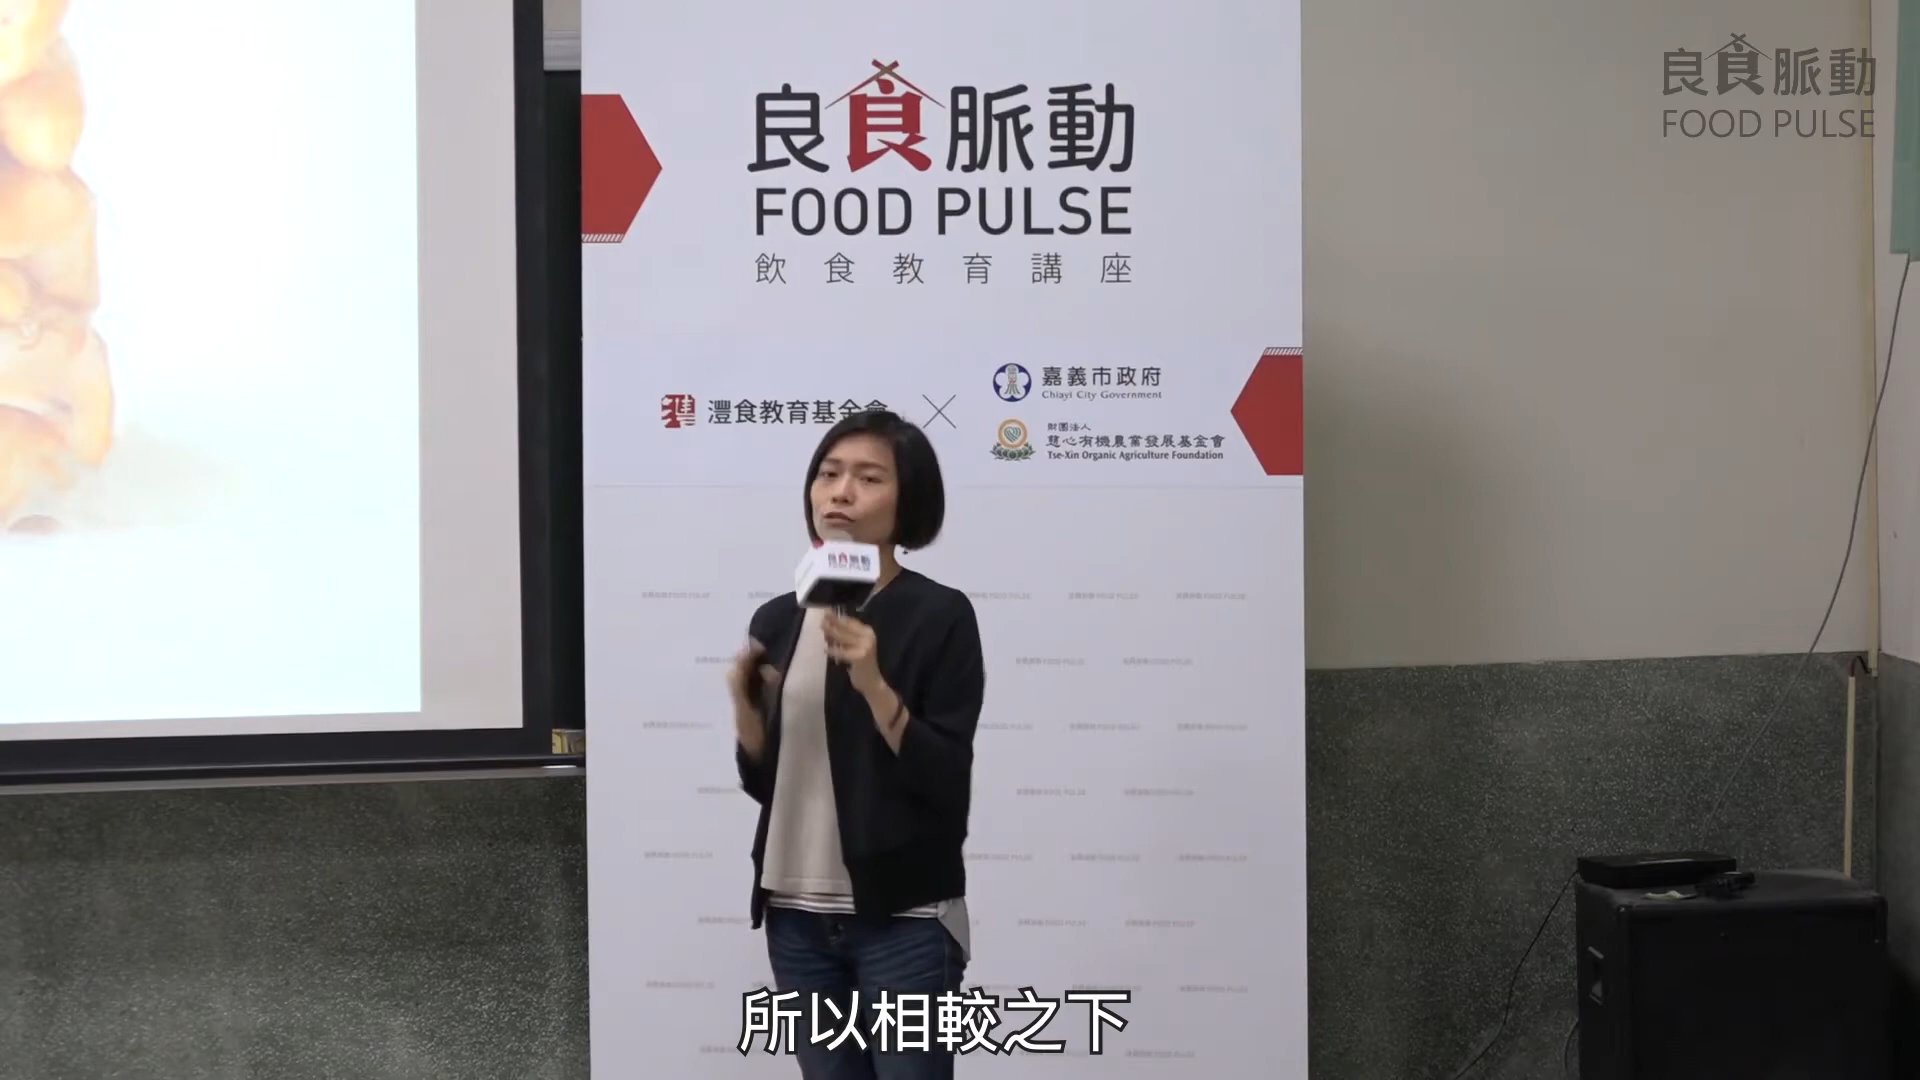 良食脈動
FOOD PULSE
飲食教育講座
灃食教育基金會
嘉義市政府
Chiayi City Government
財團法人
慈心有機農業發展基金會
Tse-Xin Organic Agriculture Foundation
良食脈動
FOOD PULSE
良食脈動
FOOD PULSE
所以相較之下